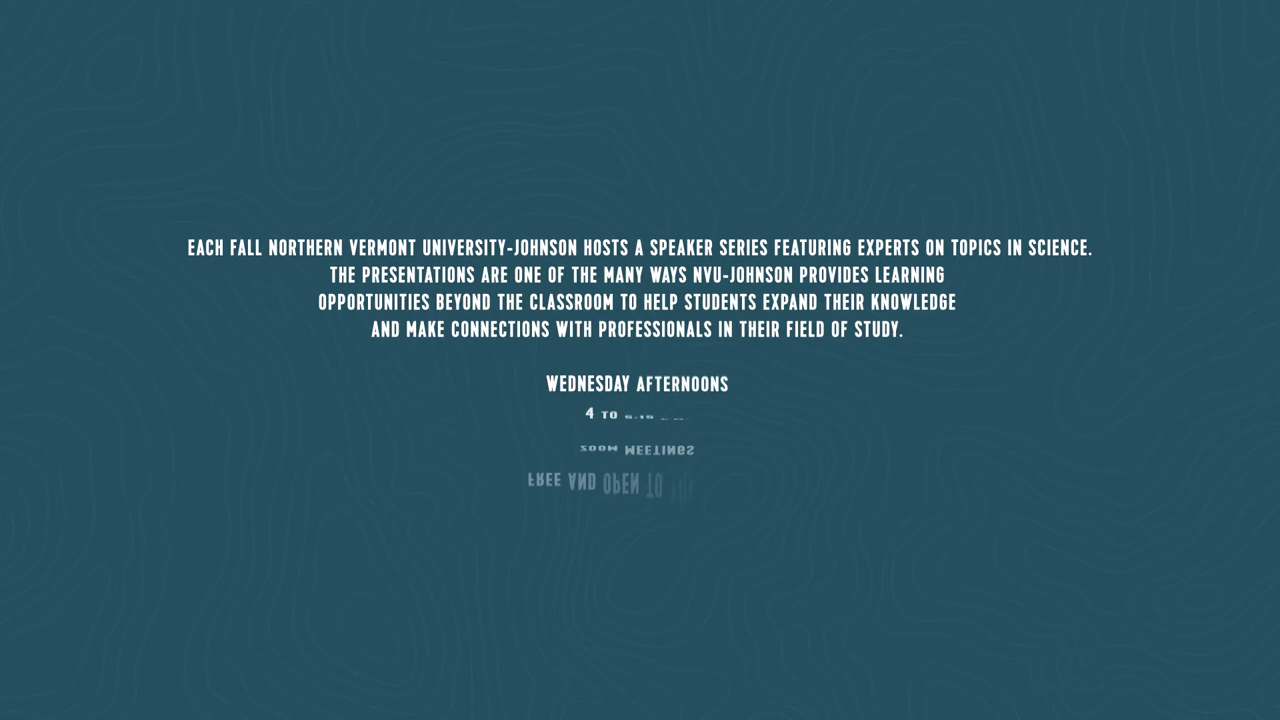 EACH FALL NORTHERN VERMONT UNIVERSITY-JOHNSON HOSTS A SPEAKER SERIES FEATURING EXPERTS ON TOPICS IN SCIENCE.
THE PRESENTATIONS ARE ONE OF THE MANY WAYS NVU-JOHNSON PROVIDES LEARNING
OPPORTUNITIES BEYOND THE CLASSROOM TO HELP STUDENTS EXPAND THEIR KNOWLEDGE
AND MAKE CONNECTIONS WITH PROFESSIONALS IN THEIR FIELD OF STUDY.
WEDNESDAY AFTERNOONS
4 TO
ZOOM MEETINGS
FREE AND OPEN TO